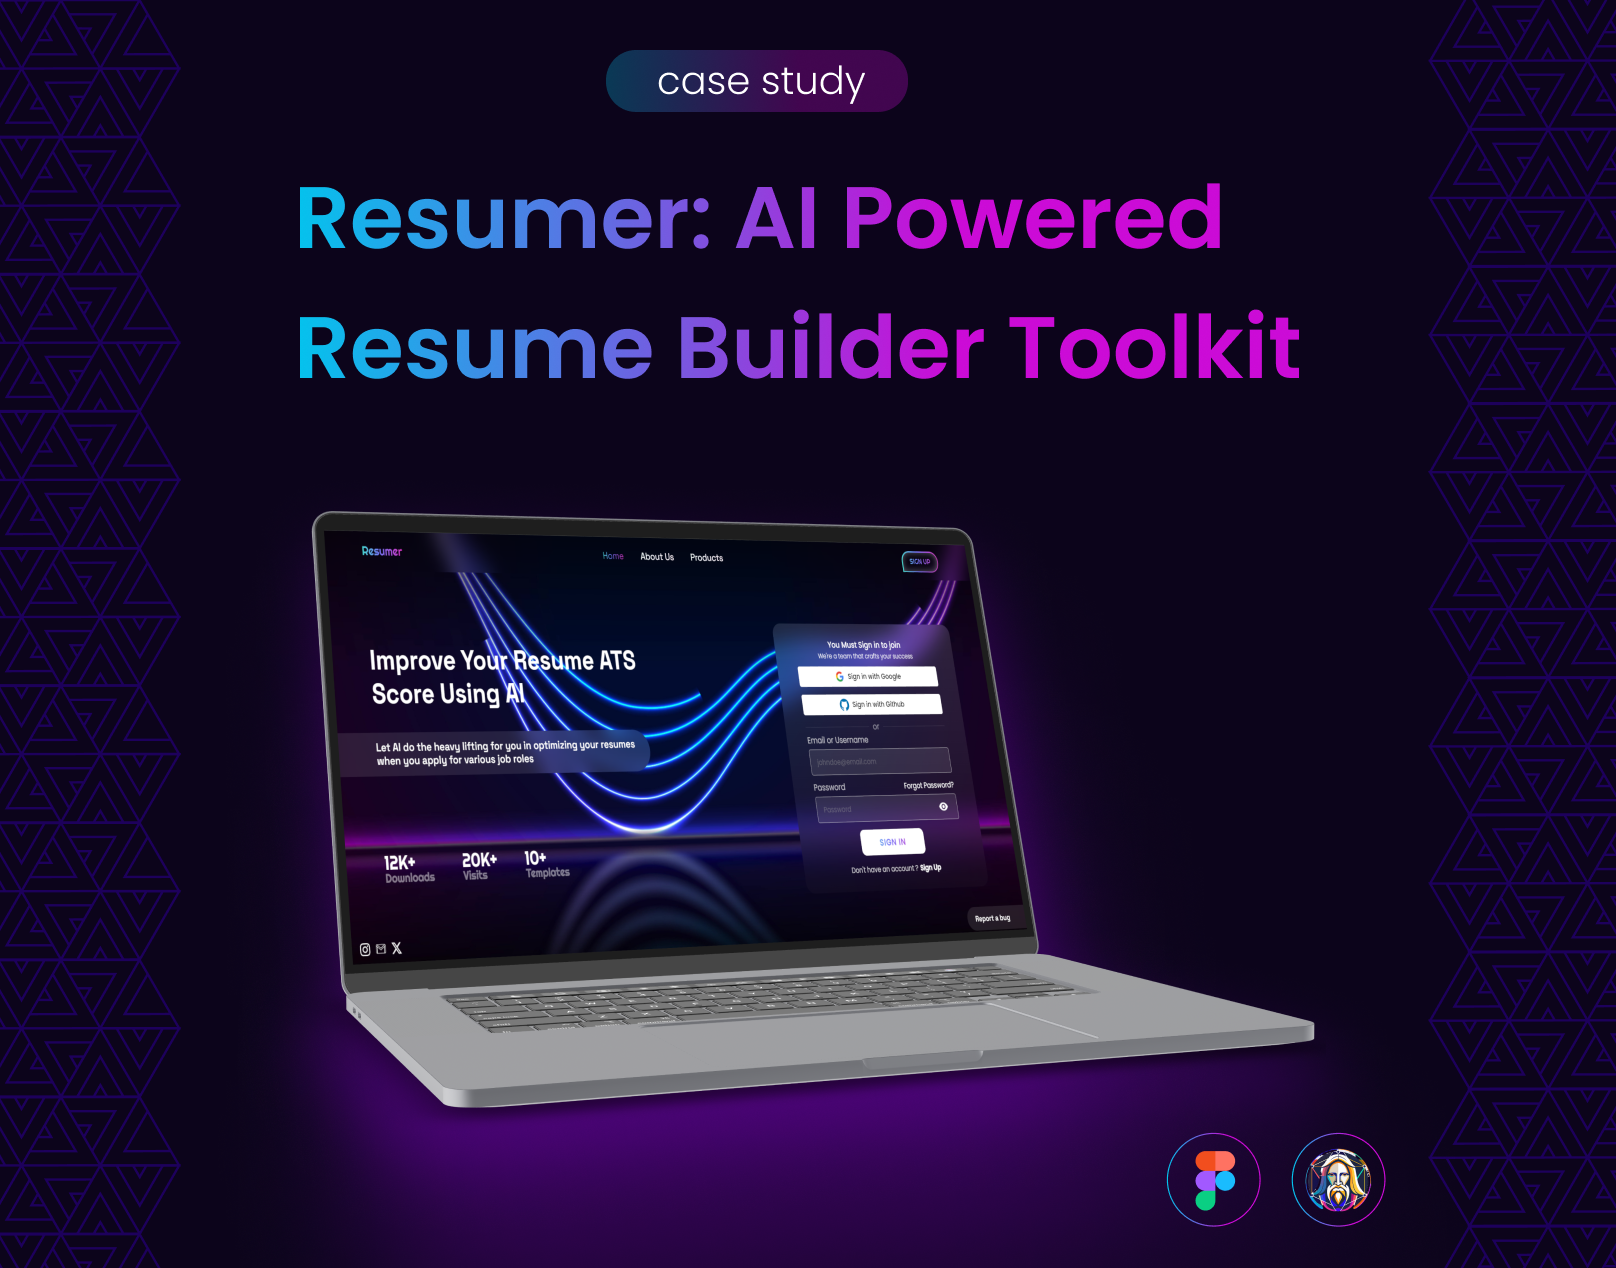 case study
Resumer: AI Powered
Resume Builder Toolkit
Resumer
Home About Us Products
SIGN UP
Improve Your Resume ATS
Score Using AI
Let AI do the heavy lifting for you in optimizing your resumes
when you apply for various job roles
12K+ 20K+ 10+
Downloads Visits Templates
You Must Sign in to join
We're a team that crafts your success
Sign in with Google
Sign in with Github
or
Email or Username
johndoe@email.com
Password Forgot Password?
Password
SIGN IN
Don't have an account ? Sign Up
Report a bug